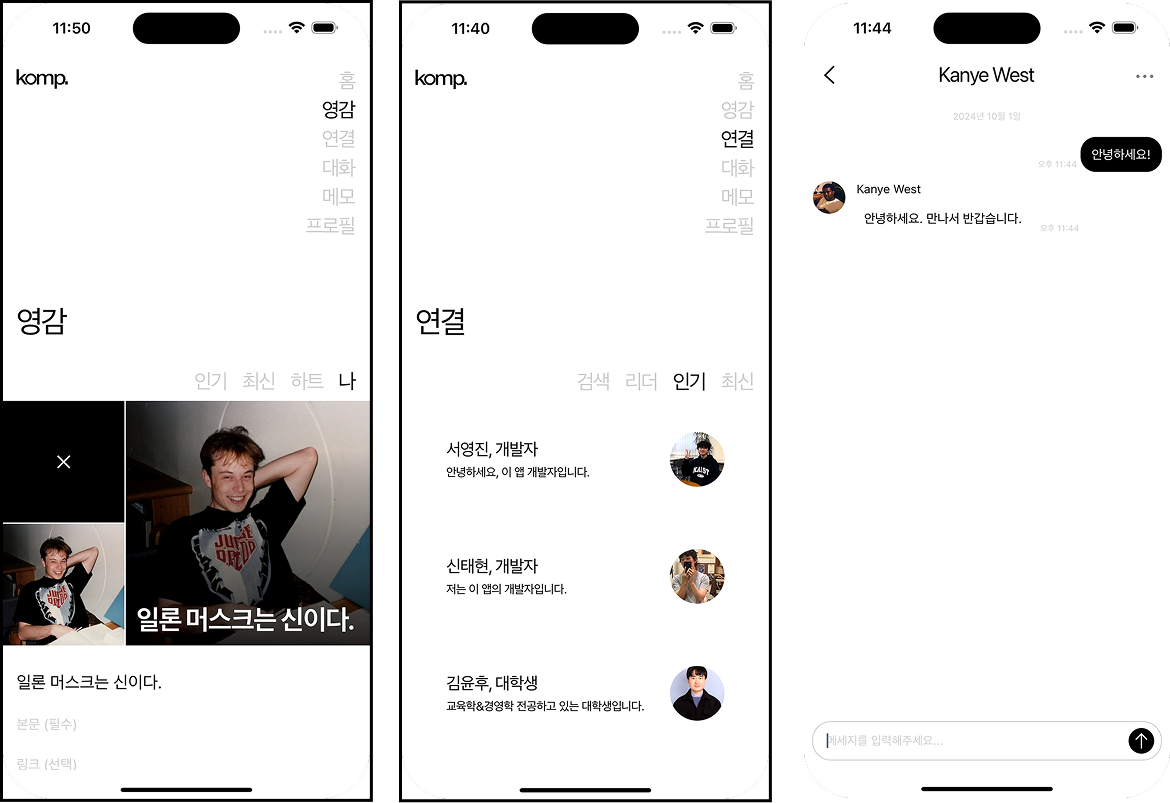 11:50
komp.
홈
영감
연결
대화
메모
프로필
영감
인기 최신 하트 나
JUDGE
DREDD
일론 머스크는 신이다.
일론 머스크는 신이다.
본문 (필수)
링크 (선택)
11:40
komp.
홈
영감
연결
대화
메모
프로필
연결
검색 리더 인기 최신
서영진, 개발자
안녕하세요, 이 앱 개발자입니다.
KAIST
신태현, 개발자
저는 이 앱의 개발자입니다.
김윤후, 대학생
교육학&경영학 전공하고 있는 대학생입니다.
11:44
Kanye West
2024년 10월 1일
오후 11:44 안녕하세요!
Kanye West
안녕하세요. 만나서 반갑습니다. 오후 11:44
메세지를 입력해주세요...